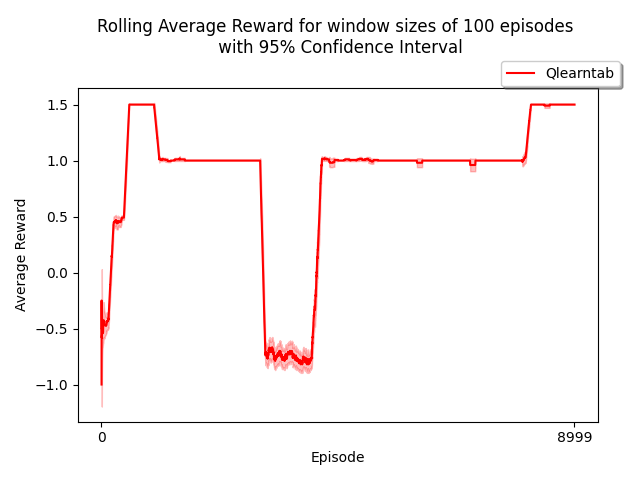 Rolling Average Reward for window sizes of 100 episodes
with 95% Confidence Interval
Qlearntab
1.5
1.0
0.5
0.0
−0.5
−1.0
Average Reward
0
8999
Episode